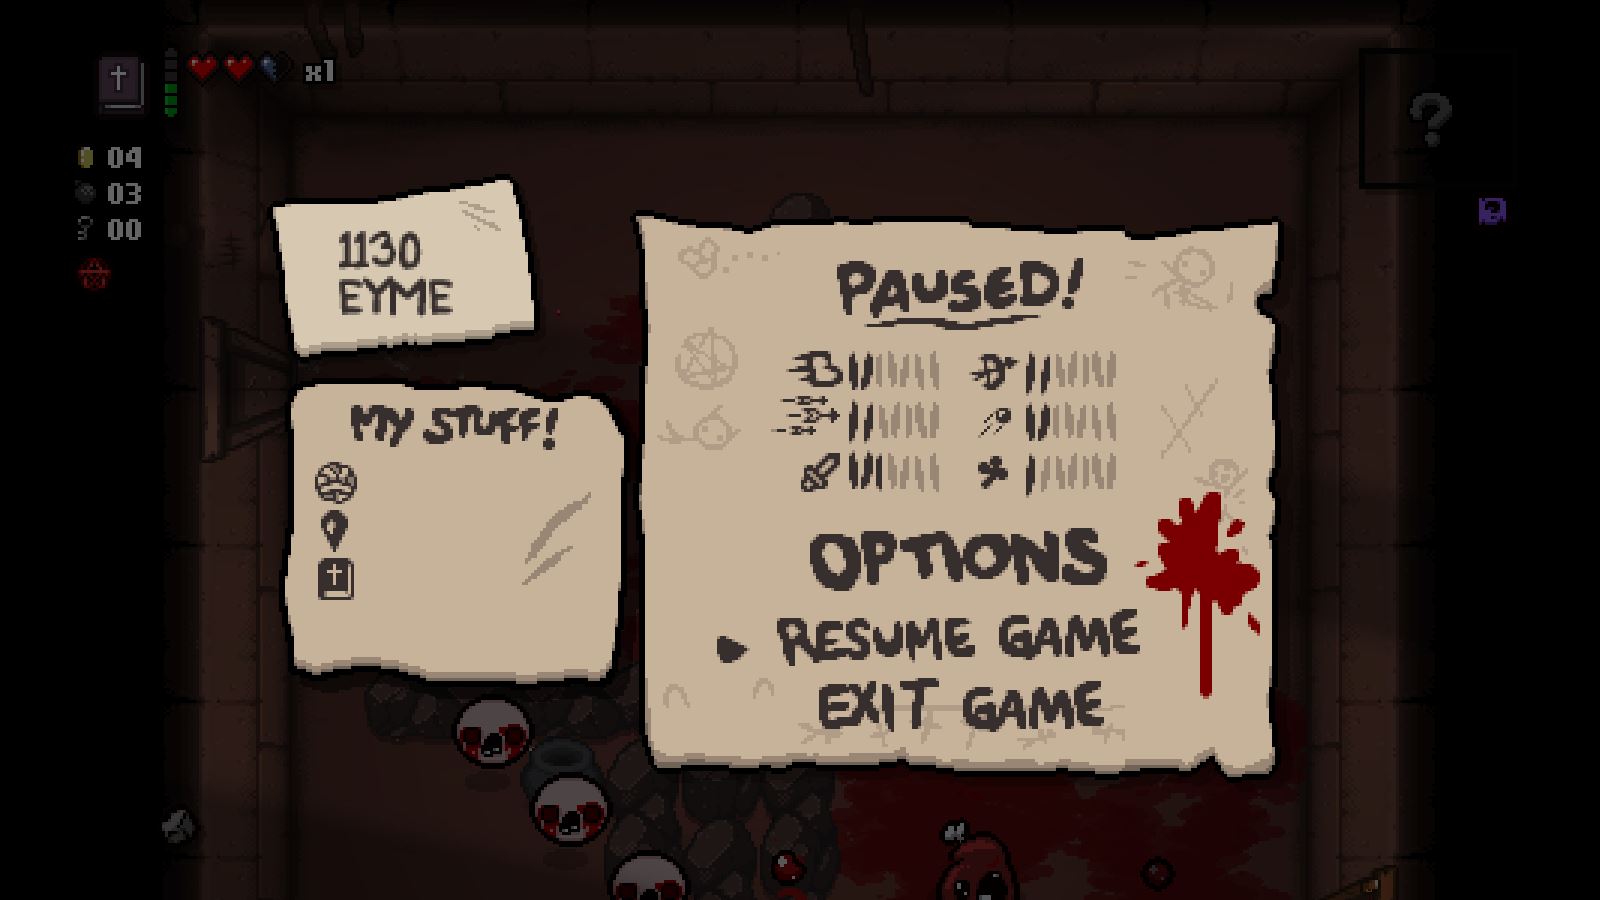 x1
04
03
00
?
1130
EYME
PAUSED!
MY STUFF!
OPTIONS
RESUME GAME
EXIT GAME